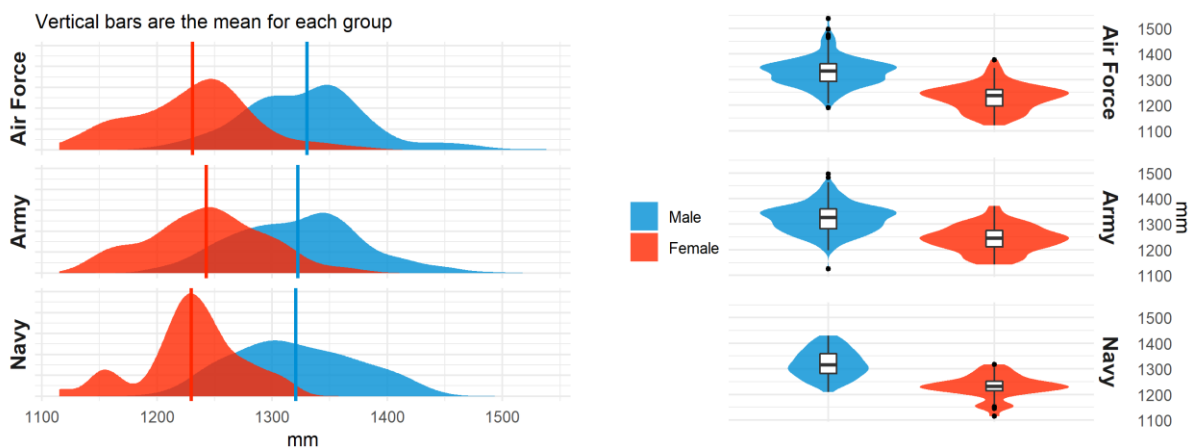 Vertical bars are the mean for each group
Air Force
Army
Navy
1100 1200 1300 1400 1500
mm
Male
Female
Air Force
1500
1400
1300
1200
1100
Army
1500
1400
1300
1200
1100
mm
Navy
1500
1400
1300
1200
1100